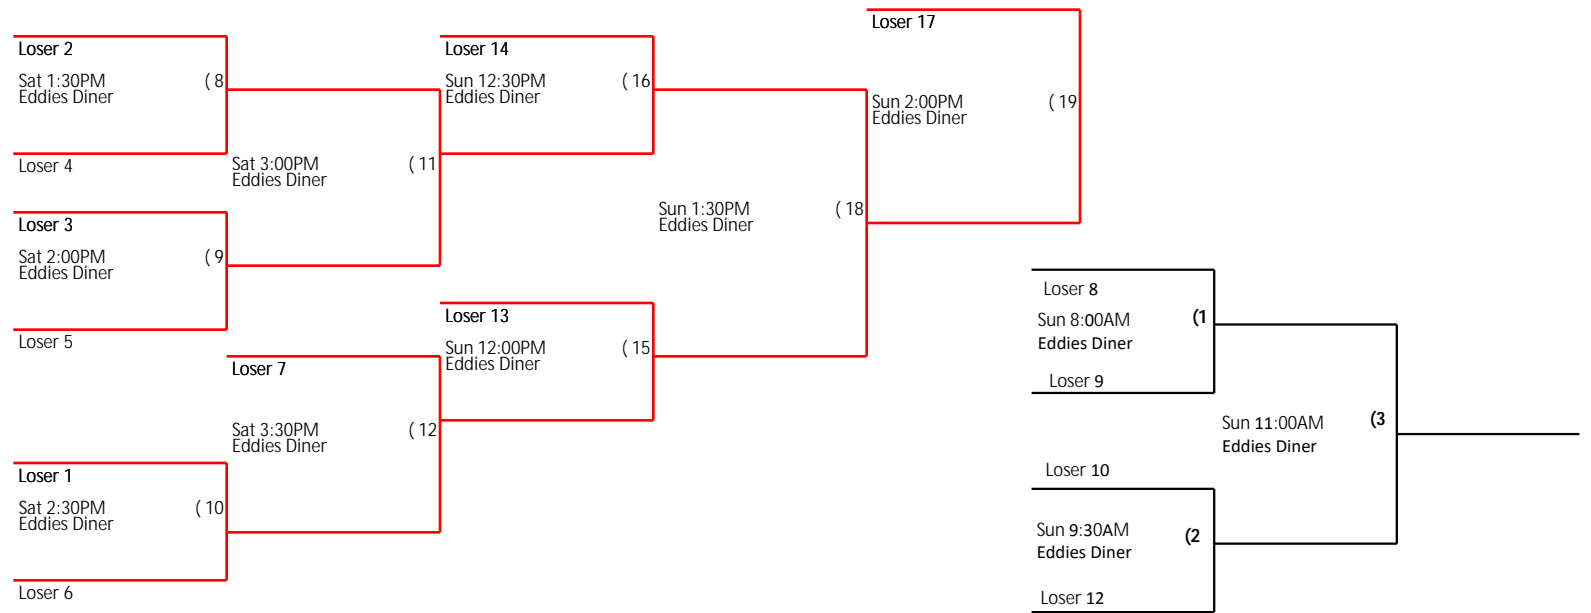 Loser 17
Loser 2
Loser 14
Sat 1:30PM
Eddies Diner
( 8
Sun 12:30PM
Eddies Diner
( 16
Sun 2:00PM
Eddies Diner
( 19
Loser 4
Sat 3:00PM
Eddies Diner
( 11
Loser 3
Sun 1:30PM
Eddies Diner
( 18
Sat 2:00PM
Eddies Diner
( 9
Loser 5
Loser 13
Sun 12:00PM
Eddies Diner
( 15
Loser 7
Sat 3:30PM
Eddies Diner
( 12
Loser 1
Sat 2:30PM
Eddies Diner
( 10
Loser 6
Loser 8
Sun 8:00AM
Eddies Diner
(1
Loser 9
Sun 11:00AM
Eddies Diner
(3
Loser 10
Sun 9:30AM
Eddies Diner
(2
Loser 12